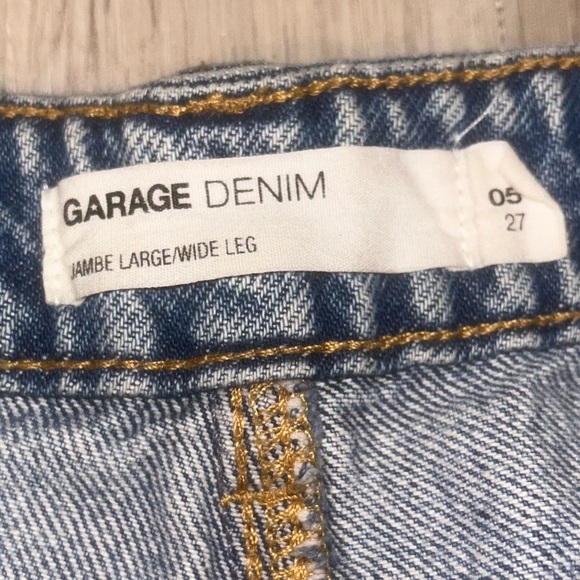 GARAGE DENIM
JAMBE LARGE/WIDE LEG
05
27